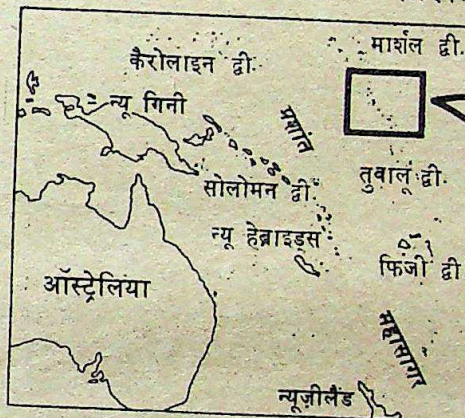 मार्शल द्वी.
कैरोलाइन द्वी.
न्यू गिनी
प्रशांत
तुवालू द्वी.
सोलोमन द्वी.
न्यू हेब्राइड्स
फिजी द्वी
ऑस्ट्रेलिया
महासागर
न्यूज़ीलैंड